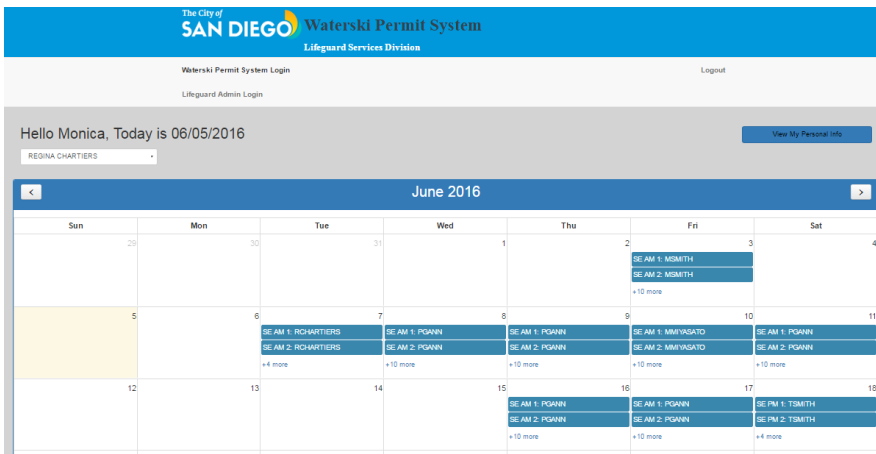 The City of
SAN DIEGO Waterski Permit System
Lifeguard Services Division
Waterski Permit System Login Logout
Lifeguard Admin Login
Hello Monica, Today is 06/05/2016 View My Personal Info
REGINA CHARTIERS
< June 2016 >
Sun Mon Tue Wed Thu Fri Sat
29 30 31 1 2 3 4
SE AM 1: MSMITH
SE AM 2: MSMITH
+10 more
5 6 7 8 9 10 11
SE AM 1: RCHARTIERS SE AM 1: PGANN SE AM 1: PGANN SE AM 1: MMIYASATO SE AM 1: PGANN
SE AM 2: RCHARTIERS SE AM 2: PGANN SE AM 2: PGANN SE AM 2: MMIYASATO SE AM 2: PGANN
+4 more +10 more +10 more +10 more +10 more
12 13 14 15 16 17 18
SE AM 1: PGANN SE AM 1: PGANN SE PM 1: TSMITH
SE AM 2: PGANN SE AM 2: PGANN SE PM 2: TSMITH
+10 more +10 more +4 more